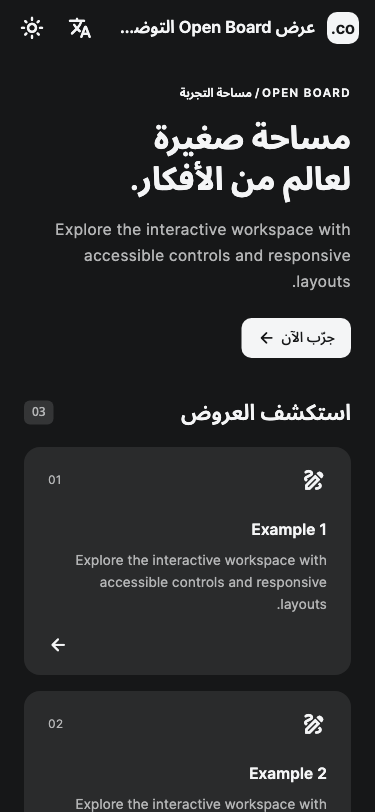 .co
عرض Open Board التوضيـ...
OPEN BOARD / مساحة التجربة
مساحة صغيرة
لعالم من الأفكار.
Explore the interactive workspace with
accessible controls and responsive
layouts.
جرّب الآن
استكشف العروض
03
01
Example 1
Explore the interactive workspace with
accessible controls and responsive
layouts.
02
Example 2
Explore the interactive workspace with